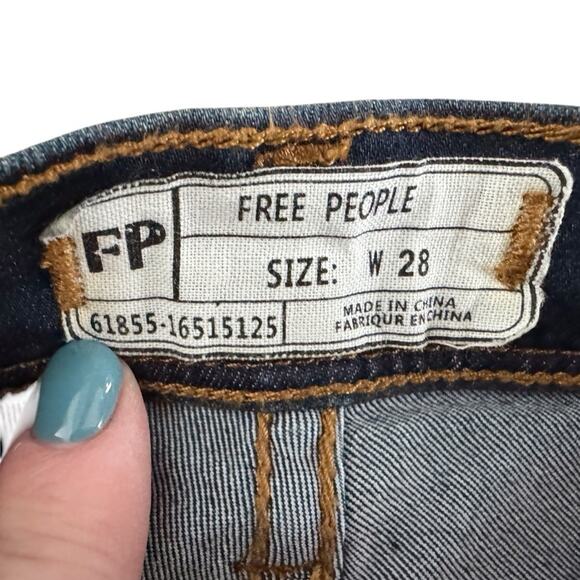 FP
FREE PEOPLE
SIZE: W 28
61855-16515125
MADE IN CHINA
FABRIQUR EN CHINA